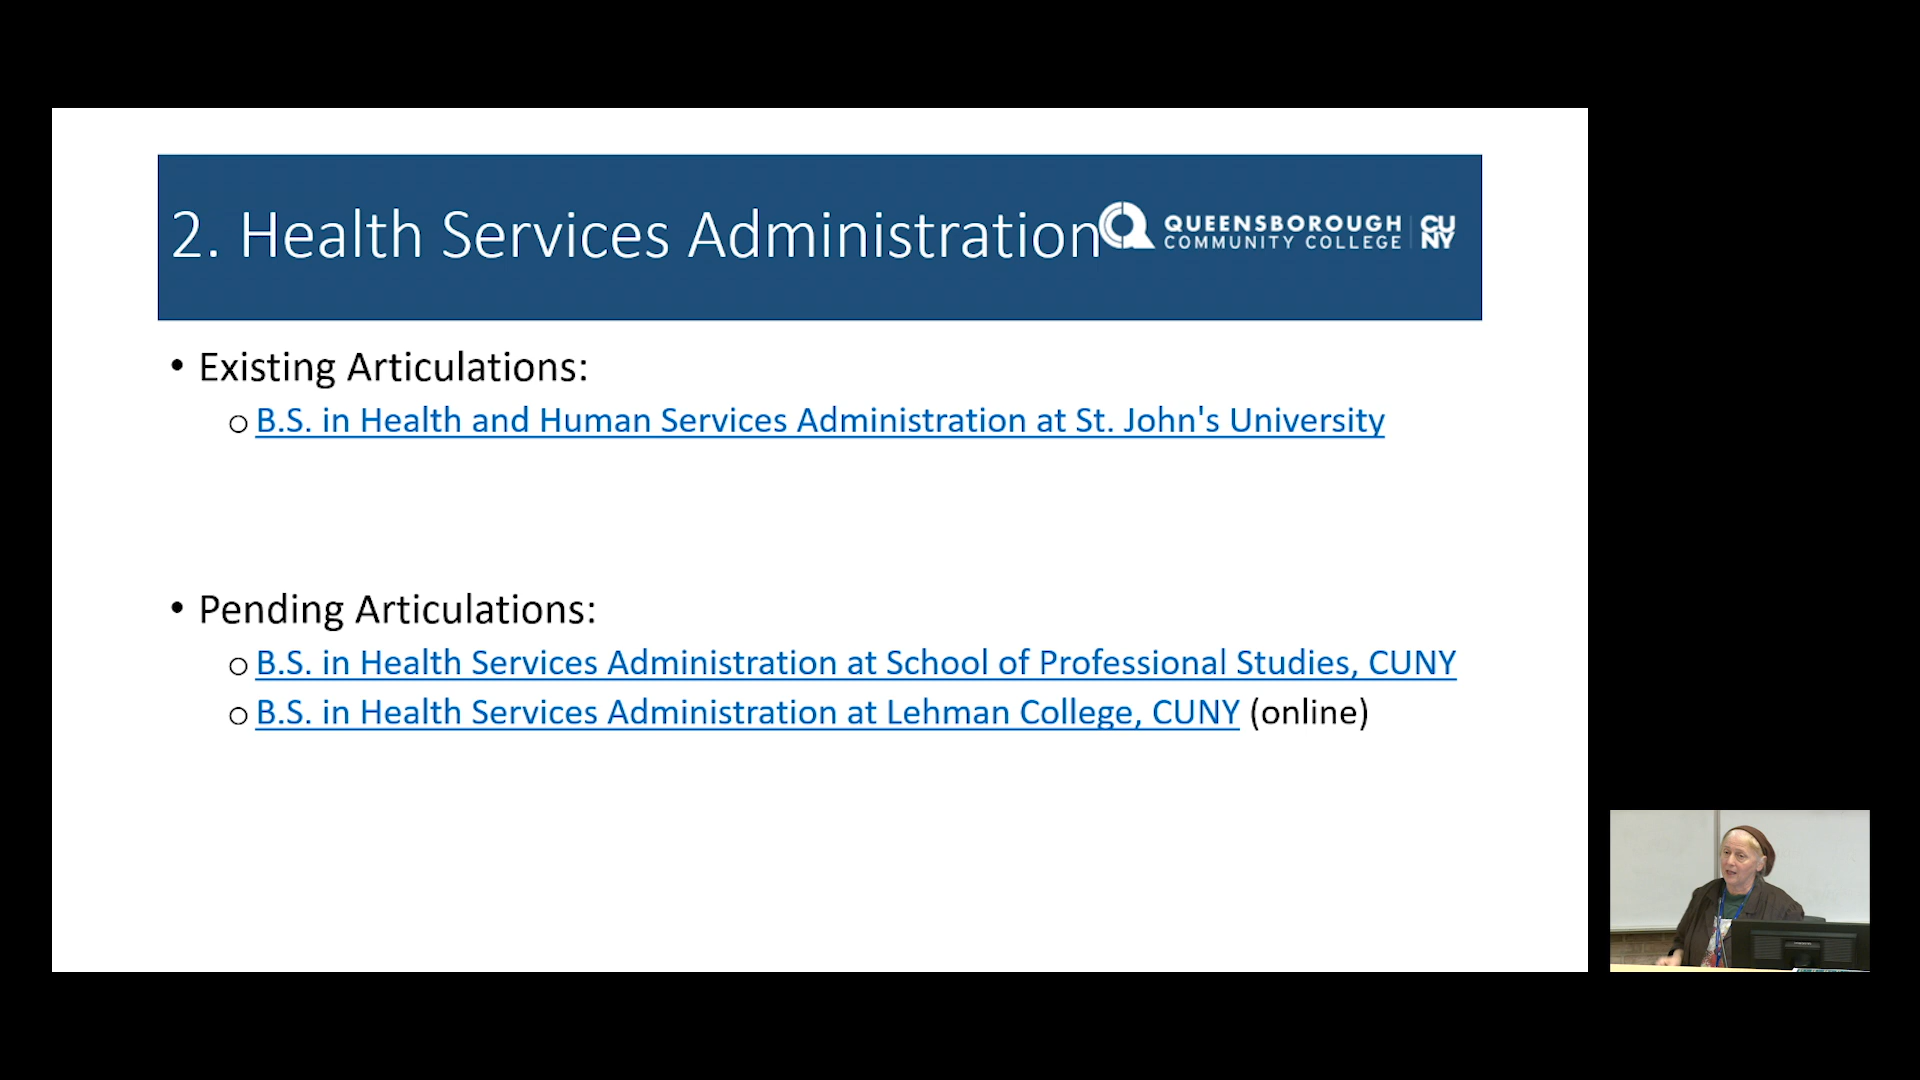 2. Health Services Administration
QUEENSBOROUGH
COMMUNITY COLLEGE
CU
NY
• Existing Articulations:
o B.S. in Health and Human Services Administration at St. John's University
• Pending Articulations:
o B.S. in Health Services Administration at School of Professional Studies, CUNY
o B.S. in Health Services Administration at Lehman College, CUNY (online)